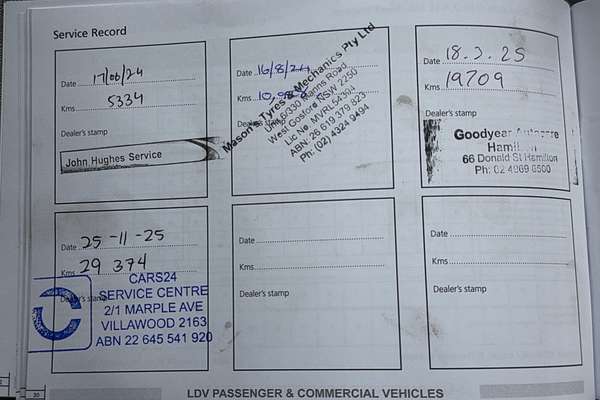 Service Record
Date 17/06/24
Kms 5334
Dealer's stamp
John Hughes Service
Date 16/8/24
Kms
Mason's Tyres & Mechanics Pty Ltd
Unit 6/330 Manns Road
West Gosford NSW 2250
Lic No MVRL54394
ABN: 26 619 379 823
Ph: (02) 4324 9494
Date 18.3.25
Kms 19709
Dealer's stamp
Goodyear Autocare
Hamilton
66 Donald St Hamilton
Ph: 02 4969 6500
Date 25-11-25
Kms 29 374
Dealer's stamp
CARS24
SERVICE CENTRE
2/1 MARPLE AVE
VILLAWOOD 2163
ABN 22 645 541 920
Date
Kms
Dealer's stamp
Date
Kms
Dealer's stamp
30
LDV PASSENGER & COMMERCIAL VEHICLES